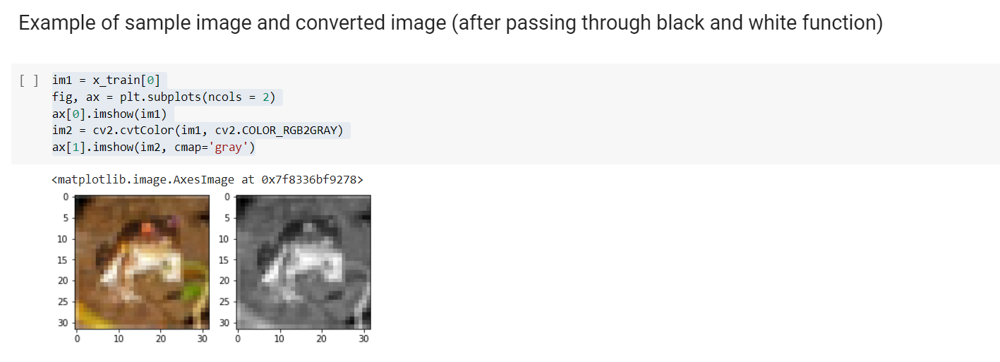 Example of sample image and converted image (after passing through black and white function)
[ ] im1 = x_train[0]
fig, ax = plt.subplots(ncols = 2)
ax[0].imshow(im1)
im2 = cv2.cvtColor(im1, cv2.COLOR_RGB2GRAY)
ax[1].imshow(im2, cmap='gray')
<matplotlib.image.AxesImage at 0x7f8336bf9278>
0 0
5 5
10 10
15 15
20 20
25 25
30 30
0 10 20 30 0 10 20 30